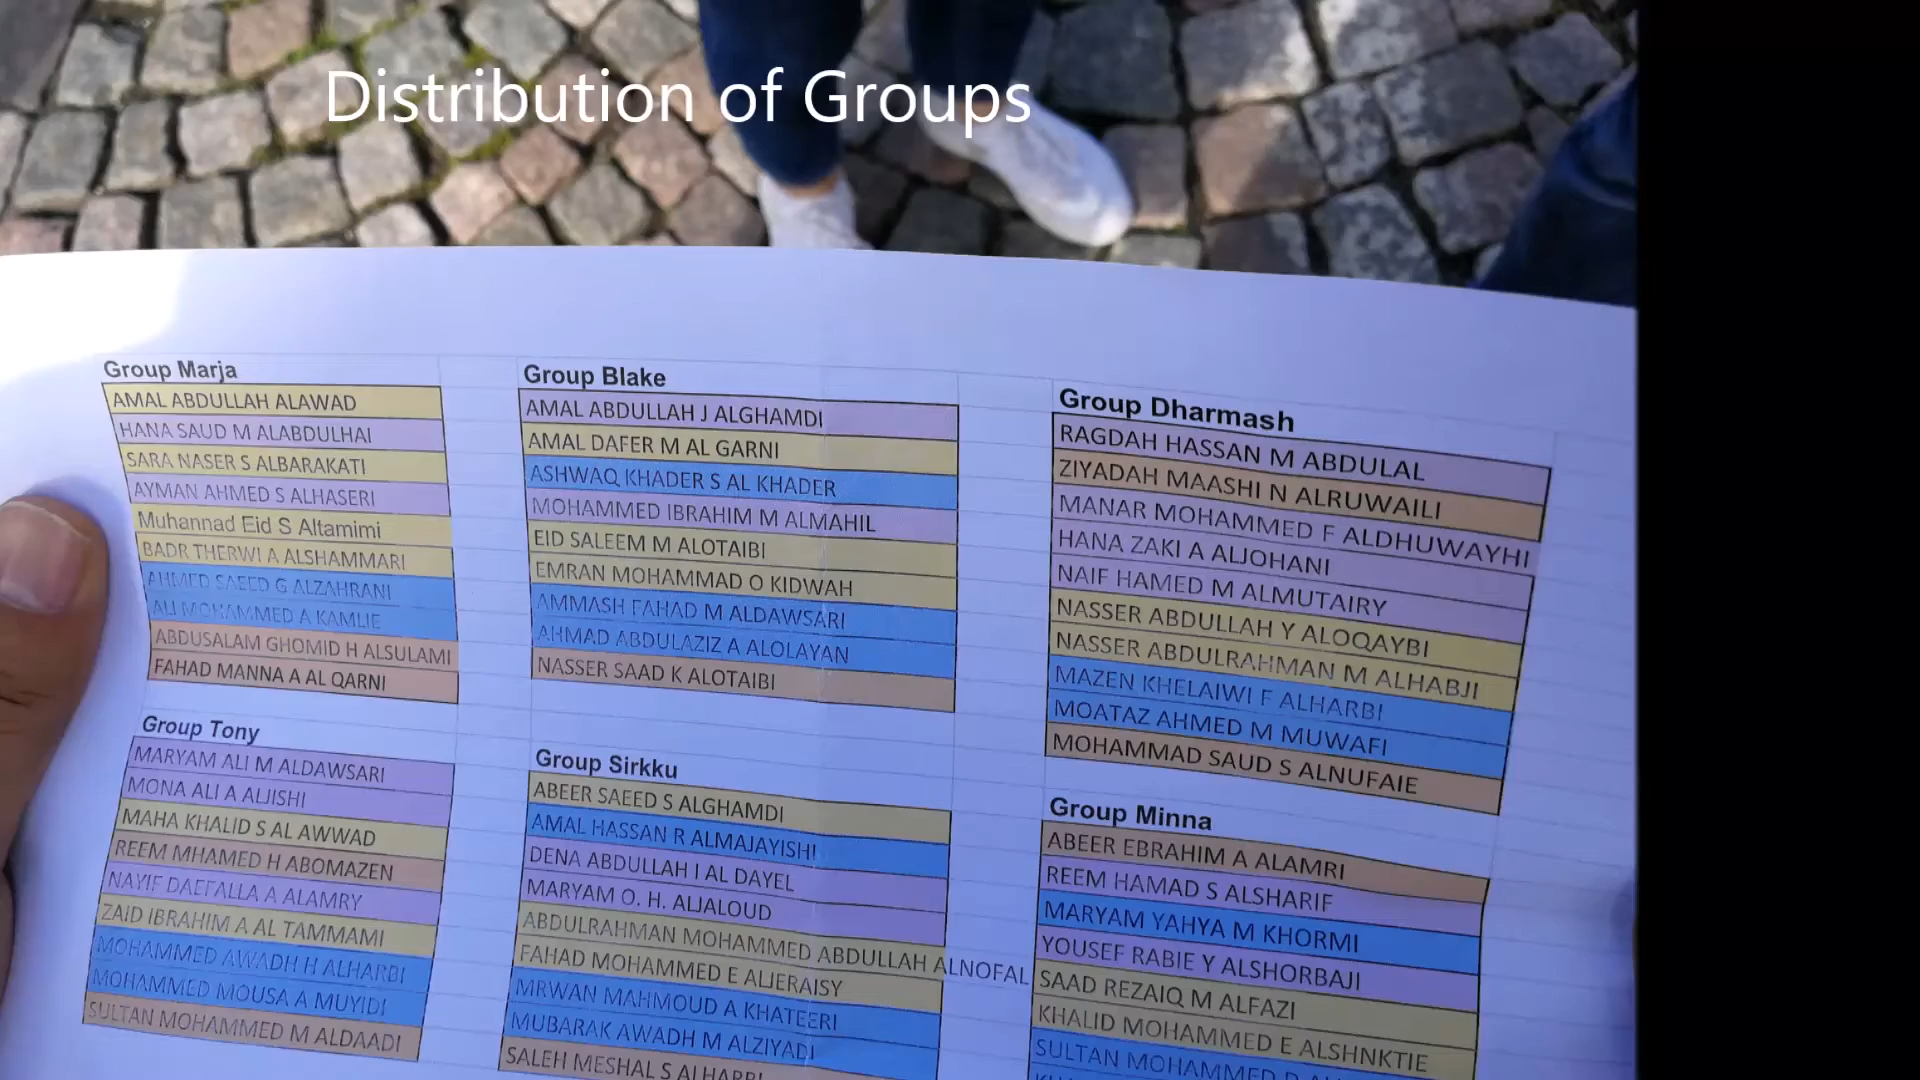 Distribution of Groups
Group Marja
AMAL ABDULLAH ALAWAD
HANA SAUD M ALABDULHAI
SARA NASER S ALBARAKATI
AYMAN AHMED S ALHASERI
Muhannad Eid S Altamimi
BADR THERWI A ALSHAMMARI
AHMED SAEED G ALZAHRANI
ALI MOHAMMED A KAMLIE
ABDUSALAM GHOMID H ALSULAMI
FAHAD MANNA A AL QARNI
Group Blake
AMAL ABDULLAH J ALGHAMDI
AMAL DAFER M AL GARNI
ASHWAQ KHADER S AL KHADER
MOHAMMED IBRAHIM M ALMAHIL
EID SALEEM M ALOTAIBI
EMRAN MOHAMMAD O KIDWAH
AMMASH FAHAD M ALDAWSARI
AHMAD ABDULAZIZ A ALOLAYAN
NASSER SAAD K ALOTAIBI
Group Dharmash
RAGDAH HASSAN M ABDULAL
ZIYADAH MAASHI N ALRUWAILI
MANAR MOHAMMED F ALDHUWAYHI
HANA ZAKI A ALJOHANI
NAIF HAMED M ALMUTAIRY
NASSER ABDULLAH Y ALOQAYBI
NASSER ABDULRAHMAN M ALHABJI
MAZEN KHELAIWI F ALHARBI
MOATAZ AHMED M MUWAFI
MOHAMMAD SAUD S ALNUFAIE
Group Tony
MARYAM ALI M ALDAWSARI
MONA ALI A ALJISHI
MAHA KHALID S AL AWWAD
REEM MHAMED H ABOMAZEN
NAYIF DAEFALLA A ALAMRY
ZAID IBRAHIM A AL TAMMAMI
MOHAMMED AWADH H ALHARBI
MOHAMMED MOUSA A MUYIDI
SULTAN MOHAMMED M ALDAADI
Group Sirkku
ABEER SAEED S ALGHAMDI
AMAL HASSAN R ALMAJAYISHI
DENA ABDULLAH I AL DAYEL
MARYAM O. H. ALJALOUD
ABDULRAHMAN MOHAMMED ABDULLAH ALNOFAL
FAHAD MOHAMMED E ALJERAISY
MRWAN MAHMOUD A KHATEERI
MUBARAK AWADH M ALZIYADI
SALEH MESHAL S ALHARBI
Group Minna
ABEER EBRAHIM A ALAMRI
REEM HAMAD S ALSHARIF
MARYAM YAHYA M KHORMI
YOUSEF RABIE Y ALSHORBAJI
SAAD REZAIQ M ALFAZI
KHALID MOHAMMED E ALSHNKTIE
SULTAN MOHAMMED